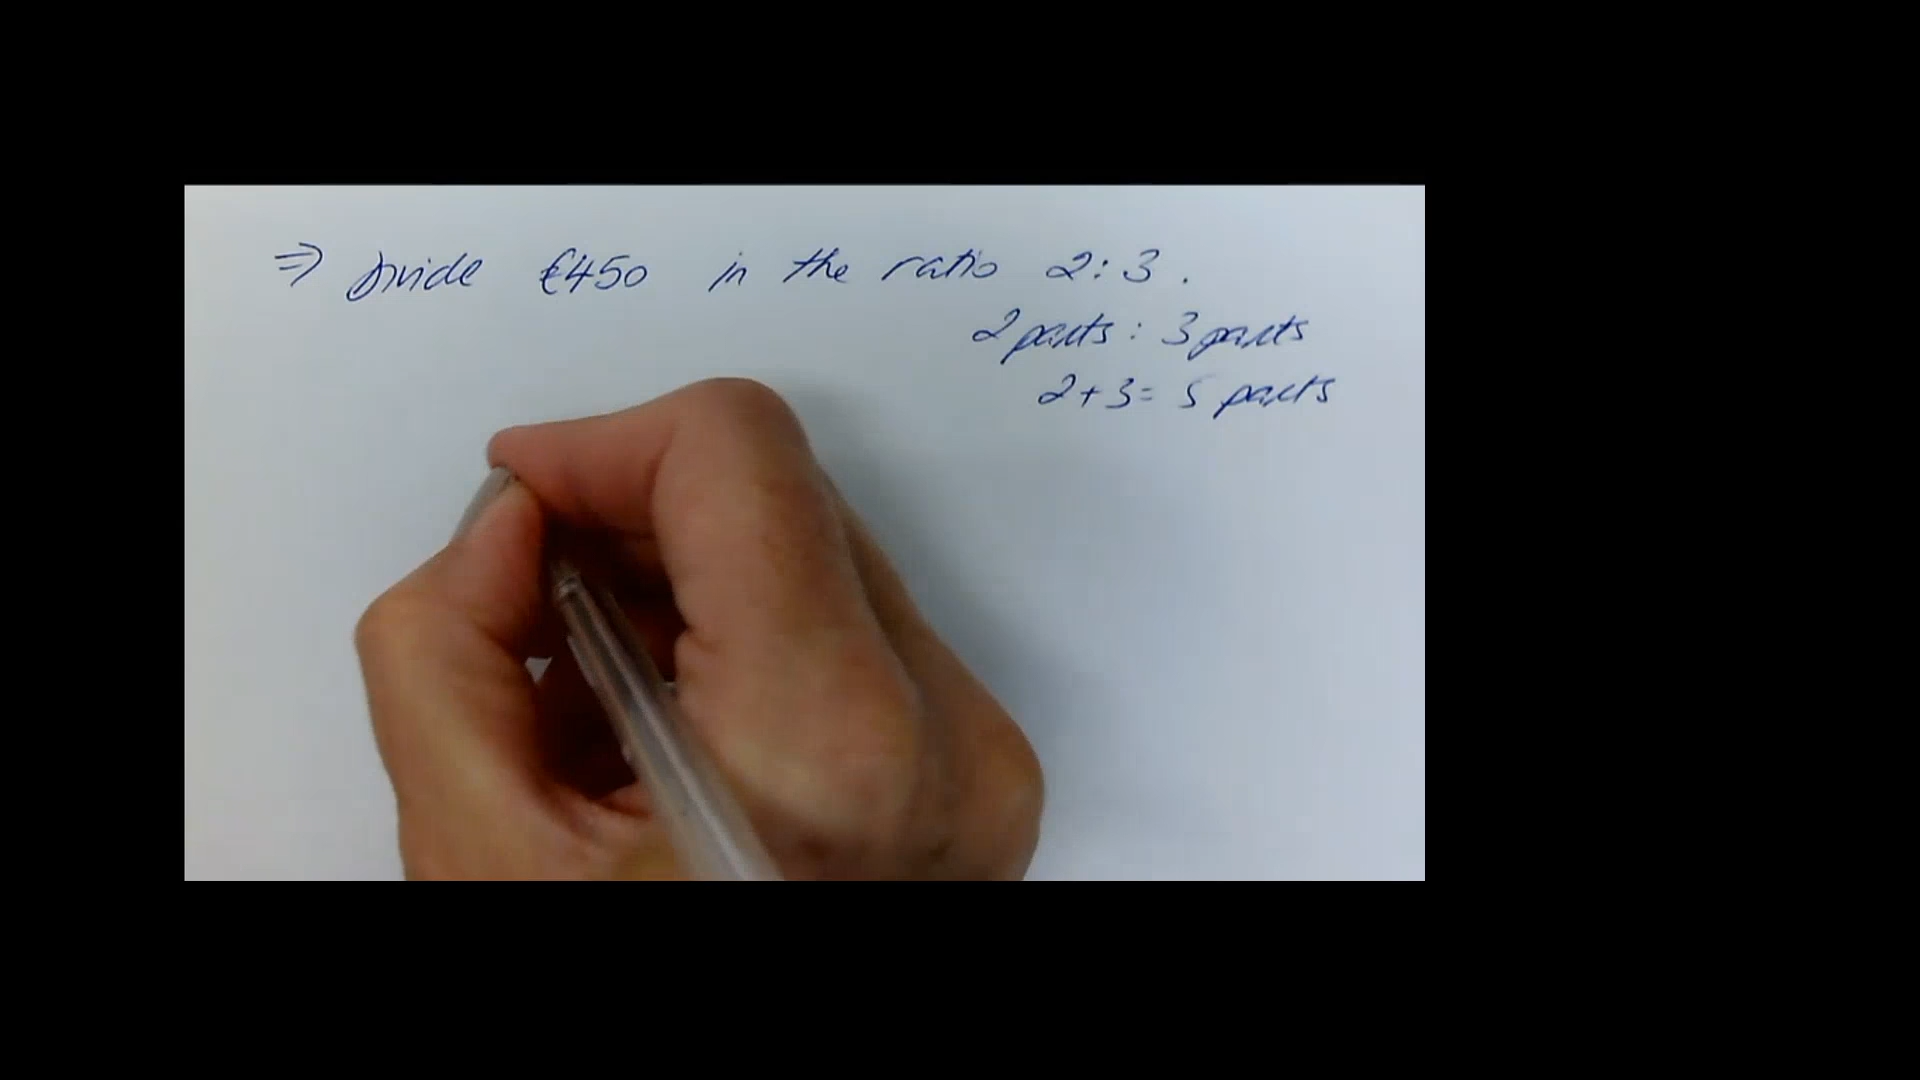 ⇒ Divide €450 in the ratio 2:3.
2 parts : 3 parts
2+3= 5 parts